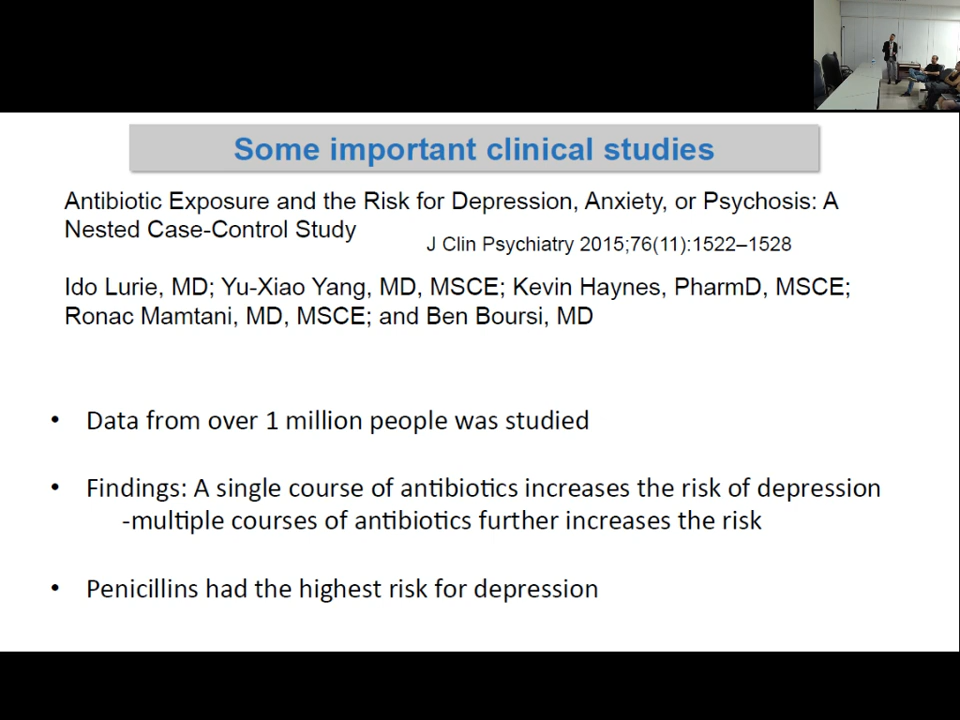 Some important clinical studies
Antibiotic Exposure and the Risk for Depression, Anxiety, or Psychosis: A
Nested Case-Control Study
J Clin Psychiatry 2015;76(11):1522–1528
Ido Lurie, MD; Yu-Xiao Yang, MD, MSCE; Kevin Haynes, PharmD, MSCE;
Ronac Mamtani, MD, MSCE; and Ben Boursi, MD
• Data from over 1 million people was studied
• Findings: A single course of antibiotics increases the risk of depression
-multiple courses of antibiotics further increases the risk
• Penicillins had the highest risk for depression